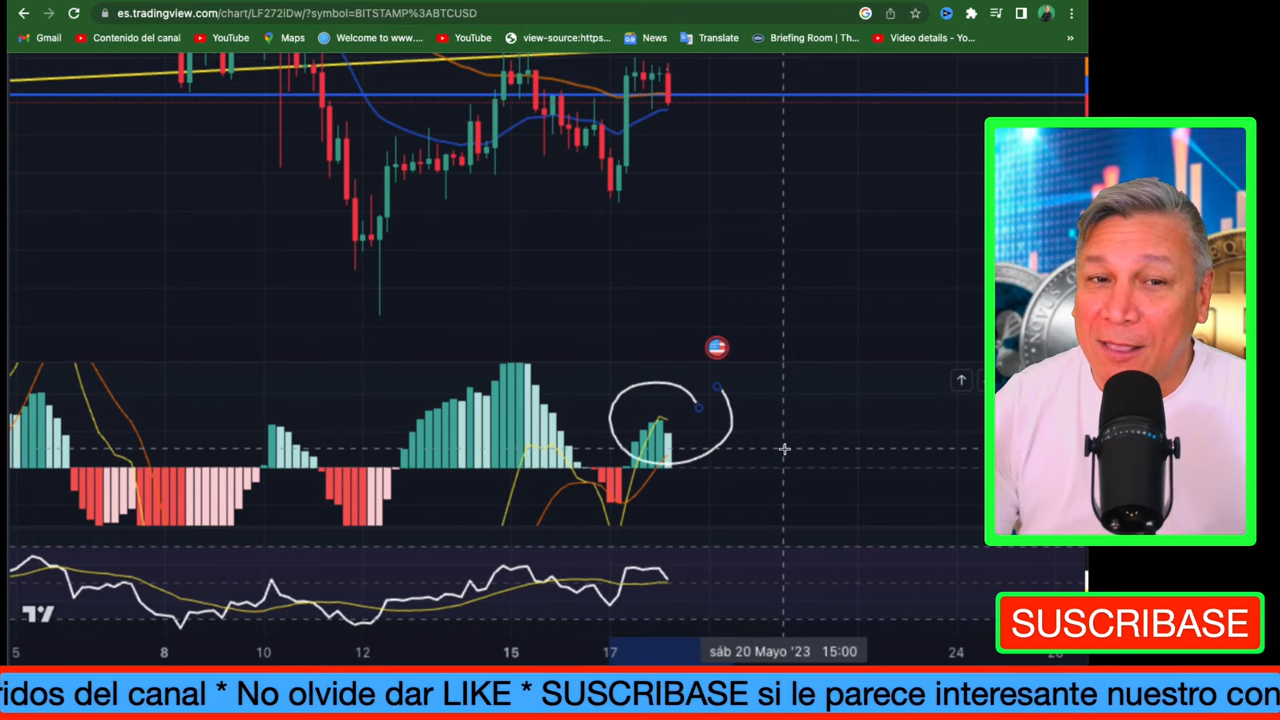 es.tradingview.com/chart/LF272iDw/?symbol=BITSTAMP%3ABTCUSD
Gmail Contenido del canal YouTube Maps Welcome to www.... YouTube view-source:https... News Translate Briefing Room | Th... Video details - Yo... »
NOVUS
5 8 10 12 15 17 sáb 20 Mayo '23 15:00 24
SUSCRIBASE
ridos del canal * No olvide dar LIKE * SUSCRIBASE si le parece interesante nuestro con